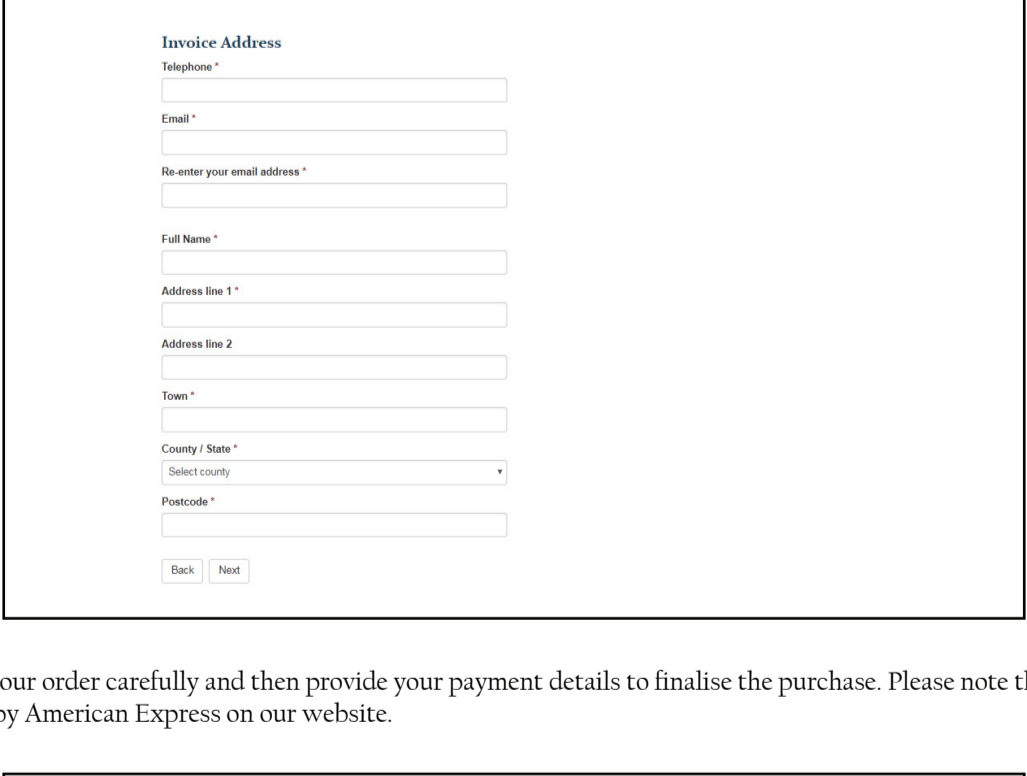 Invoice Address
Telephone *
Email *
Re-enter your email address *
Full Name *
Address line 1 *
Address line 2
Town *
County / State *
Select county
Postcode *
Back Next
our order carefully and then provide your payment details to finalise the purchase. Please note
by American Express on our website.